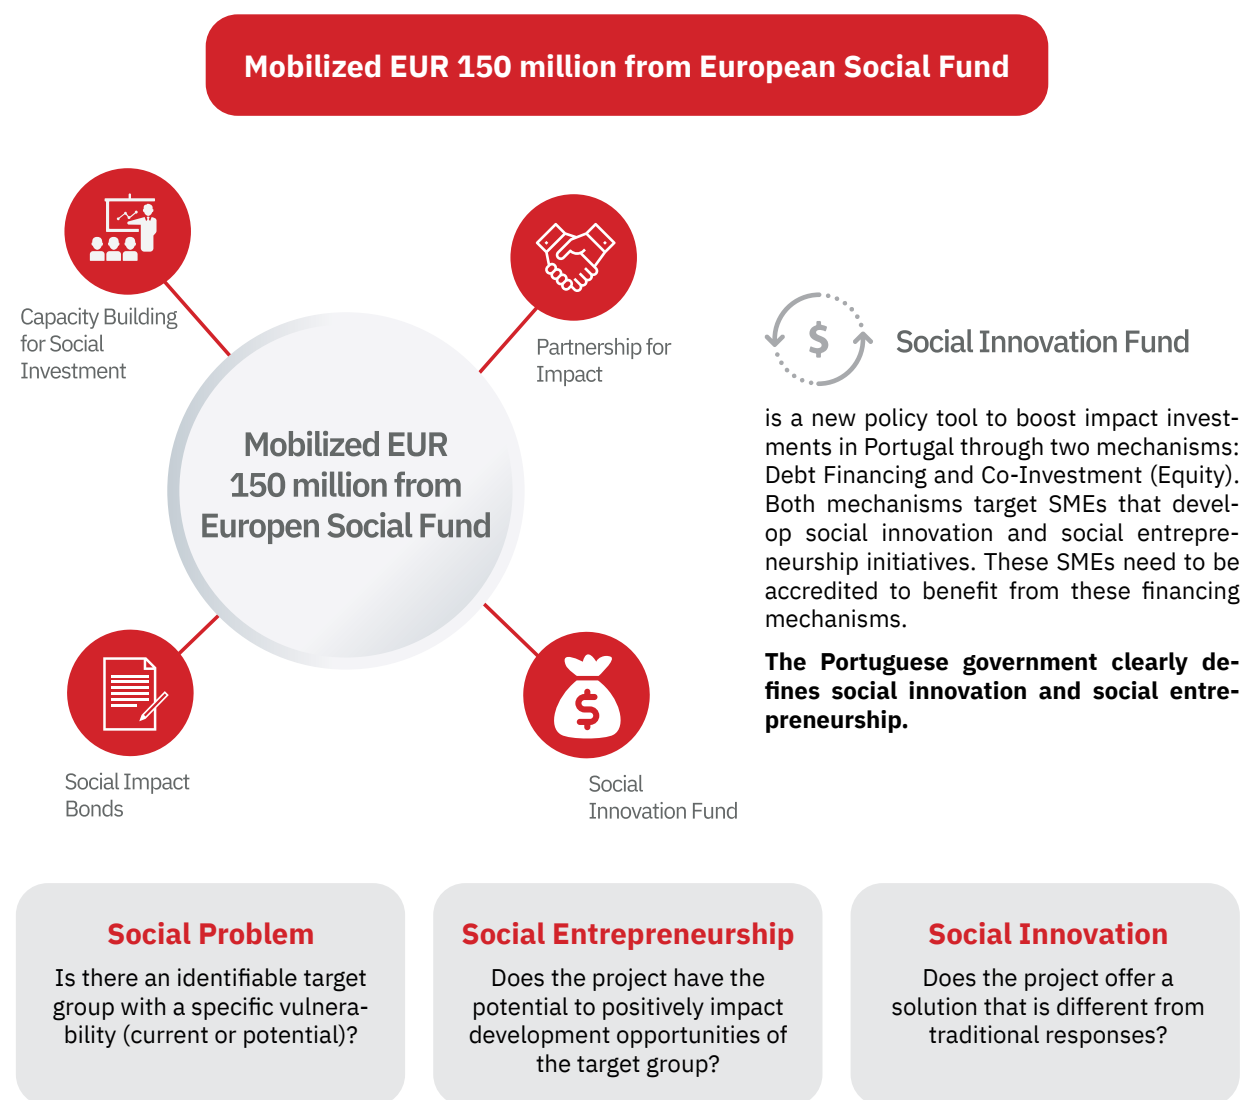 Mobilized EUR 150 million from European Social Fund
Capacity Building
for Social
Investment
Partnership for
Impact
Mobilized EUR
150 million from
Europen Social Fund
Social Impact
Bonds
Social
Innovation Fund
$
Social Innovation Fund
is a new policy tool to boost impact invest-
ments in Portugal through two mechanisms:
Debt Financing and Co-Investment (Equity).
Both mechanisms target SMEs that devel-
op social innovation and social entrepre-
neurship initiatives. These SMEs need to be
accredited to benefit from these financing
mechanisms.
The Portuguese government clearly de-
fines social innovation and social entre-
preneurship.
Social Problem
Is there an identifiable target
group with a specific vulnera-
bility (current or potential)?
Social Entrepreneurship
Does the project have the
potential to positively impact
development opportunities of
the target group?
Social Innovation
Does the project offer a
solution that is different from
traditional responses?